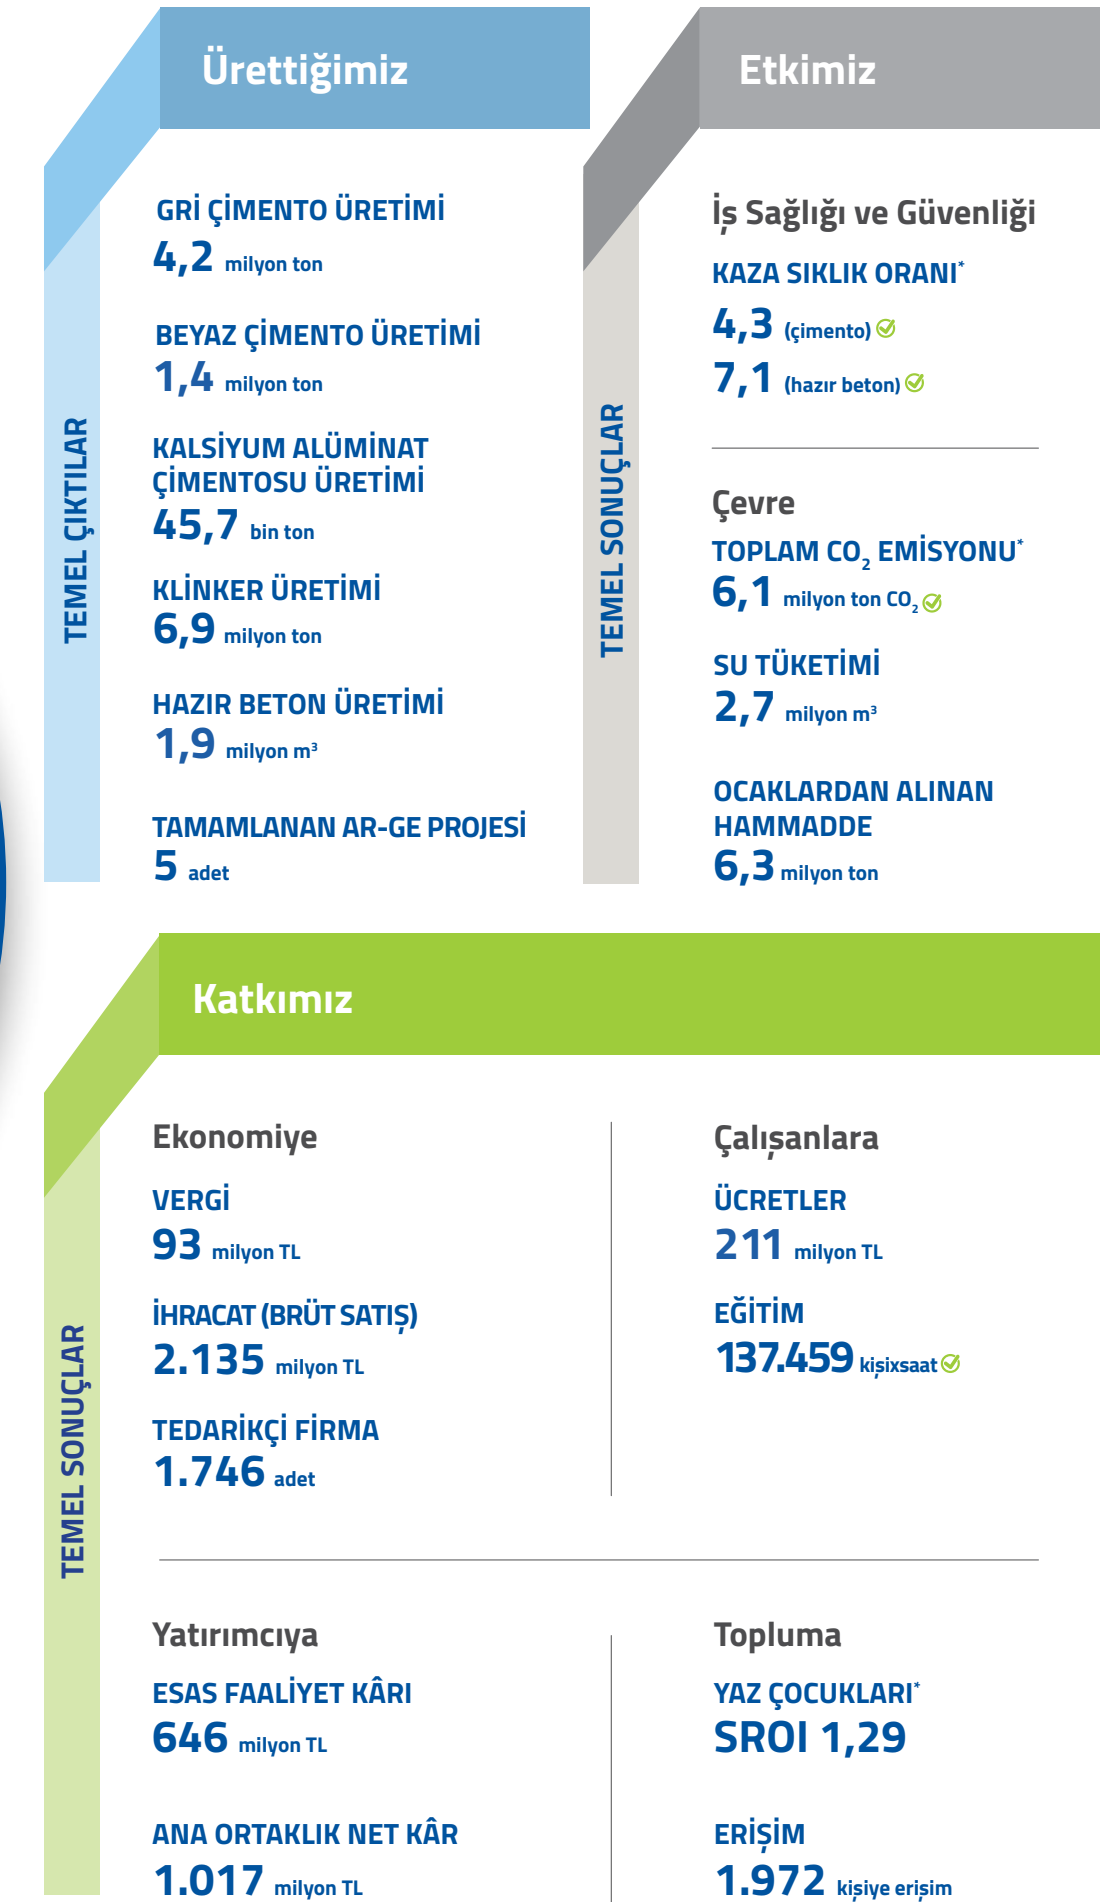 Ürettiğimiz
TEMEL ÇIKTILAR
GRİ ÇİMENTO ÜRETİMİ
4,2 milyon ton
BEYAZ ÇİMENTO ÜRETİMİ
1,4 milyon ton
KALSİYUM ALÜMİNAT
ÇİMENTOSU ÜRETİMİ
45,7 bin ton
KLİNKER ÜRETİMİ
6,9 milyon ton
HAZIR BETON ÜRETİMİ
1,9 milyon m³
TAMAMLANAN AR-GE PROJESİ
5 adet
Etkimiz
TEMEL SONUÇLAR
İş Sağlığı ve Güvenliği
KAZA SIKLIK ORANI*
4,3 (çimento)
7,1 (hazır beton)
Çevre
TOPLAM CO₂ EMİSYONU*
6,1 milyon ton CO₂
SU TÜKETİMİ
2,7 milyon m³
OCAKLARDAN ALINAN
HAMMADDE
6,3 milyon ton
Katkımız
TEMEL SONUÇLAR
Ekonomiye
VERGİ
93 milyon TL
İHRACAT (BRÜT SATIŞ)
2.135 milyon TL
TEDARİKÇİ FİRMA
1.746 adet
Çalışanlara
ÜCRETLER
211 milyon TL
EĞİTİM
137.459 kişixsaat
Yatırımcıya
ESAS FAALİYET KÂRI
646 milyon TL
ANA ORTAKLIK NET KÂR
1.017 milyon TL
Topluma
YAZ ÇOCUKLARI*
SROI 1,29
ERİŞİM
1.972 kişiye erişim